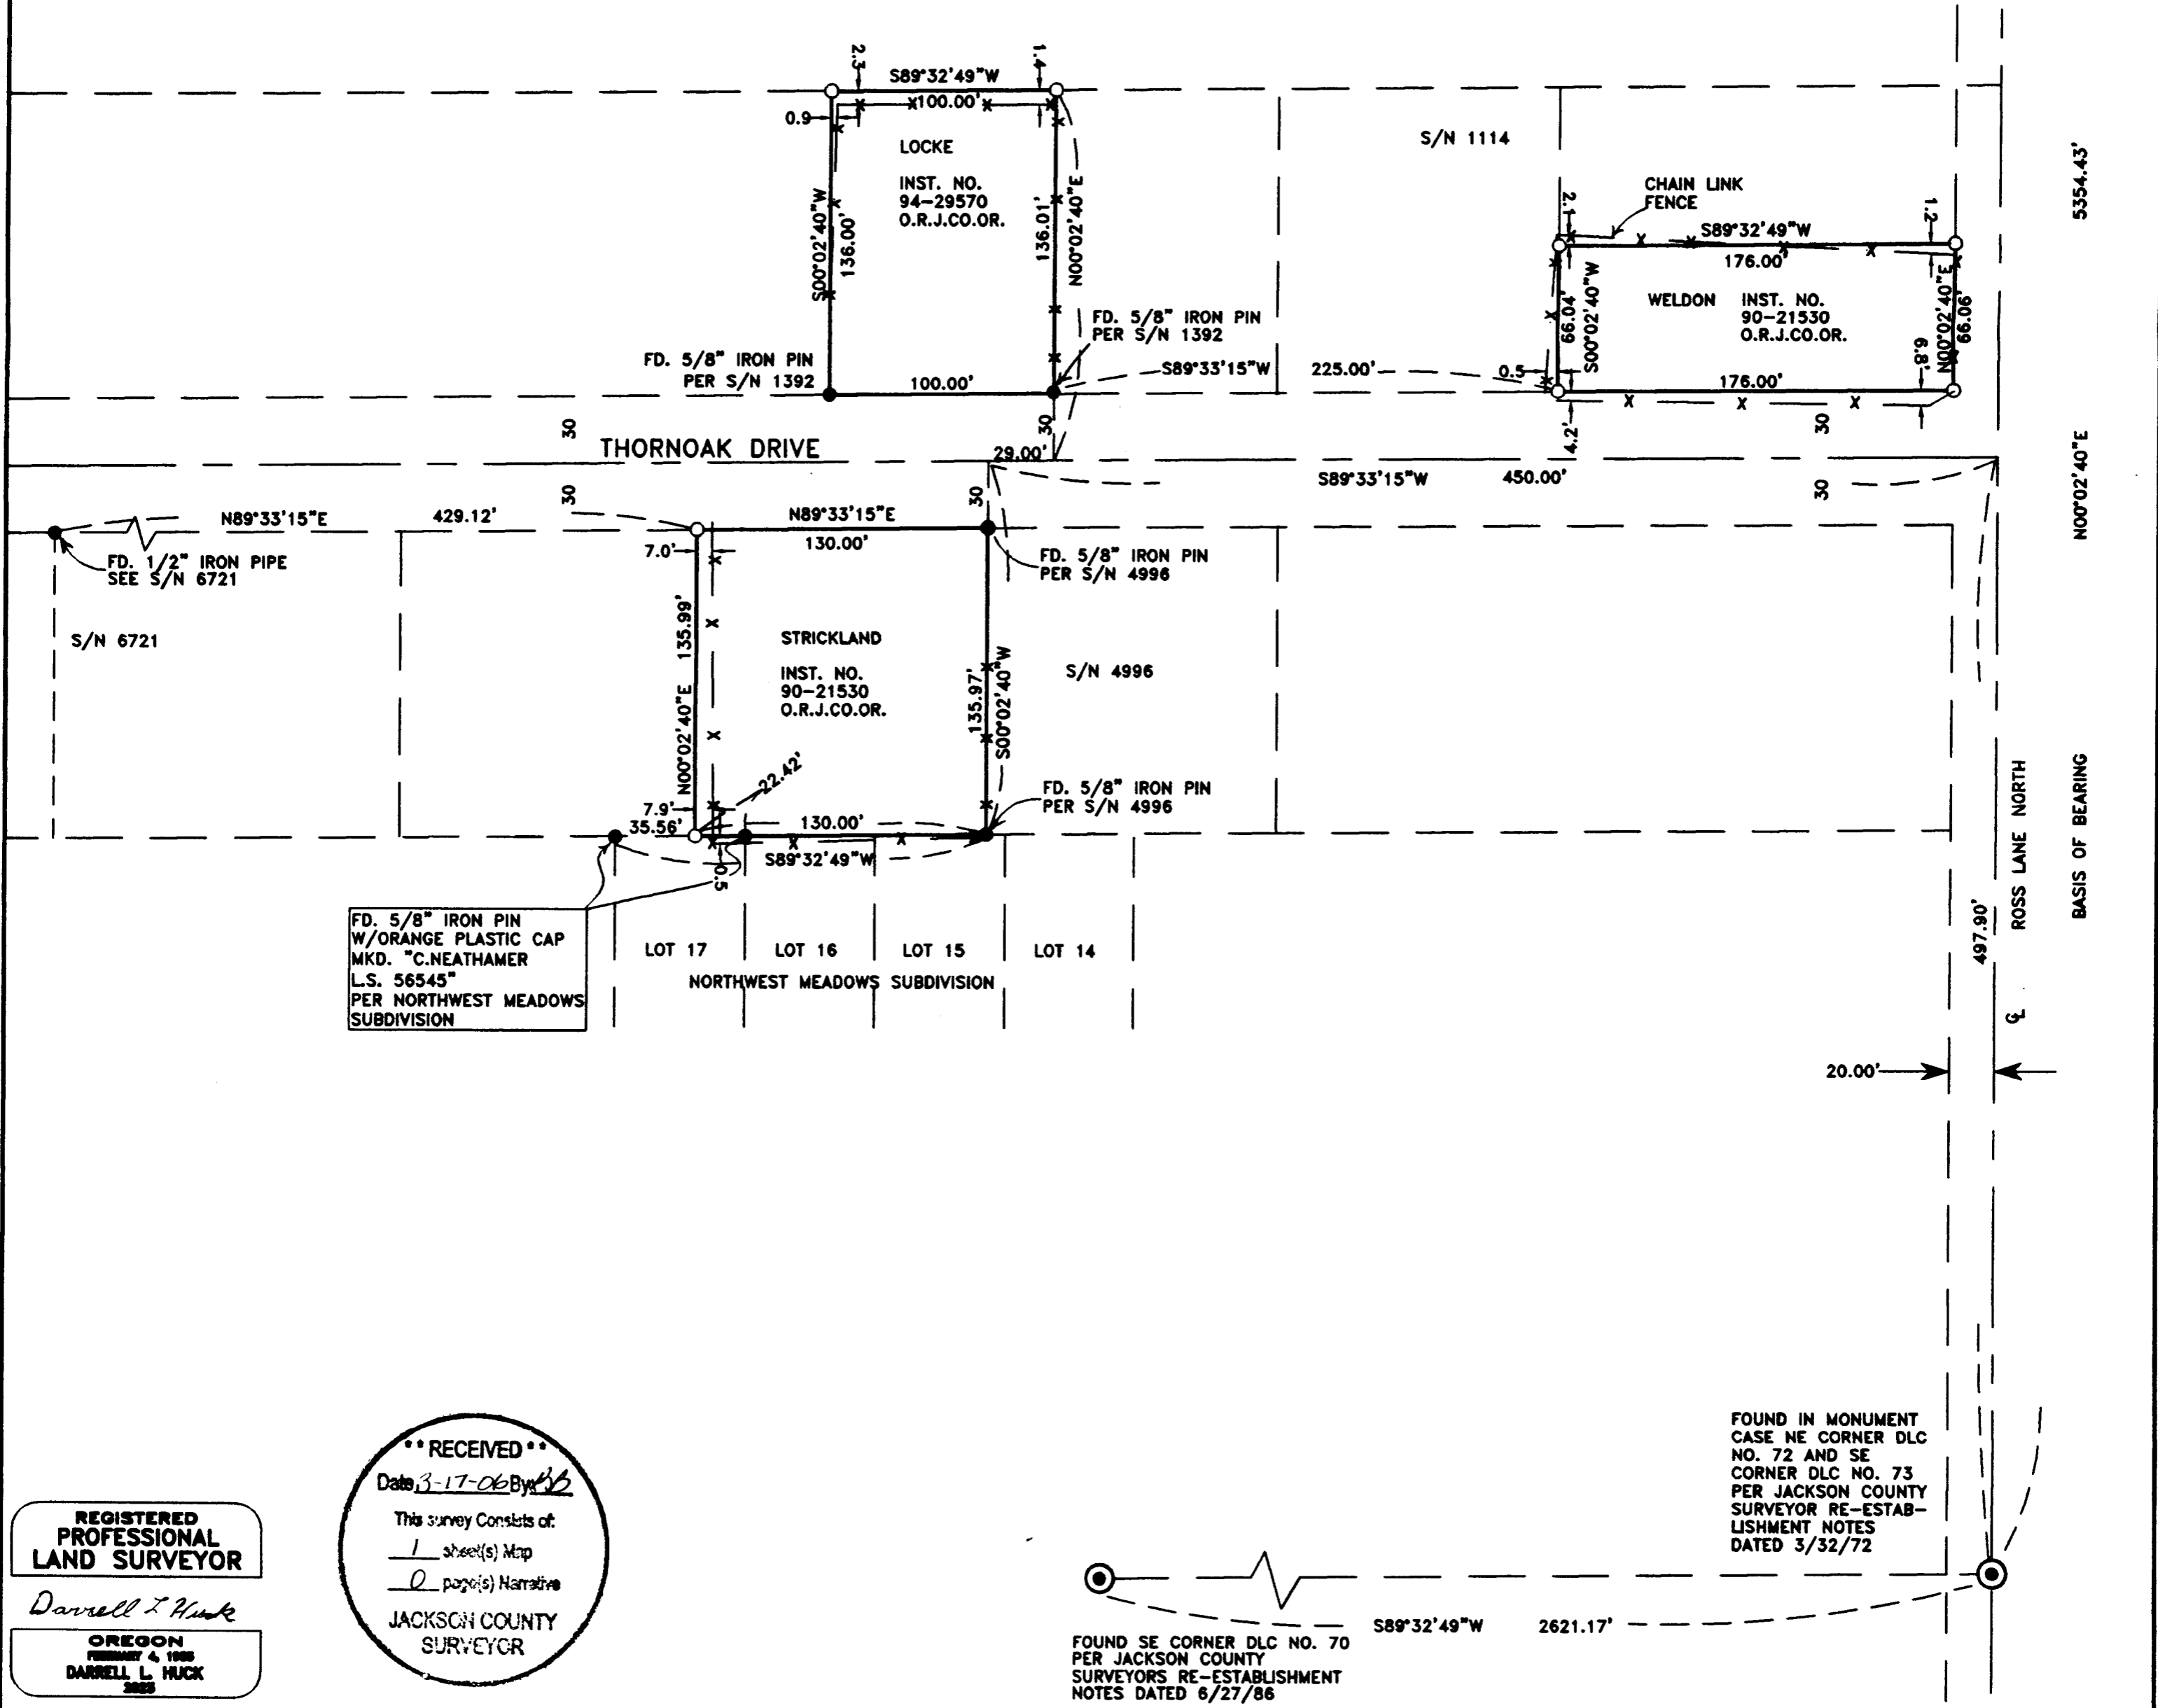 2.3
S89°32'49"W
1.4
100.00'
0.9
LOCKE
INST. NO.
94-29570
O.R.J.CO.OR.
S00°02'40"W
136.00'
136.01'
N00°02'40"E
S/N 1114
CHAIN LINK
FENCE
2.1
S89°32'49"W
1.2
176.00'
66.04'
S00°02'40"W
WELDON
INST. NO.
90-21530
O.R.J.CO.OR.
N00°02'40"E
66.06'
6.8'
0.5
176.00'
4.2'
5354.43'
FD. 5/8" IRON PIN
PER S/N 1392
FD. 5/8" IRON PIN
PER S/N 1392
100.00'
S89°33'15"W 225.00'
30
30
30
THORNOAK DRIVE
29.00'
S89°33'15"W 450.00'
30
30
30
N00°02'40"E
N89°33'15"E 429.12'
N89°33'15"E
130.00'
7.0'
FD. 1/2" IRON PIPE
SEE S/N 6721
FD. 5/8" IRON PIN
PER S/N 4996
S/N 6721
135.99'
N00°02'40"E
STRICKLAND
INST. NO.
90-21530
O.R.J.CO.OR.
135.97'
S00°02'40"W
S/N 4996
22.42'
7.9'
35.56'
130.00'
S89°32'49"W
0.5
FD. 5/8" IRON PIN
PER S/N 4996
ROSS LANE NORTH
BASIS OF BEARING
497.90'
FD. 5/8" IRON PIN
W/ORANGE PLASTIC CAP
MKD. "C.NEATHAMER
L.S. 56545"
PER NORTHWEST MEADOWS
SUBDIVISION
LOT 17
LOT 16
LOT 15
LOT 14
NORTHWEST MEADOWS SUBDIVISION
℄
20.00'
FOUND IN MONUMENT
CASE NE CORNER DLC
NO. 72 AND SE
CORNER DLC NO. 73
PER JACKSON COUNTY
SURVEYOR RE-ESTAB-
LISHMENT NOTES
DATED 3/32/72
S89°32'49"W 2621.17'
FOUND SE CORNER DLC NO. 70
PER JACKSON COUNTY
SURVEYORS RE-ESTABLISHMENT
NOTES DATED 6/27/86
** RECEIVED **
Date 3-17-06 By
This survey Consists of:
1 sheet(s) Map
0 page(s) Narrative
JACKSON COUNTY
SURVEYOR
REGISTERED
PROFESSIONAL
LAND SURVEYOR
Darrell L Huck
OREGON
FEBRUARY 4, 1983
DARRELL L. HUCK